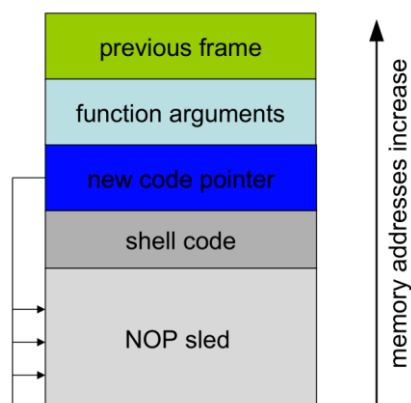 previous frame
function arguments
new code pointer
shell code
NOP sled
memory addresses increase